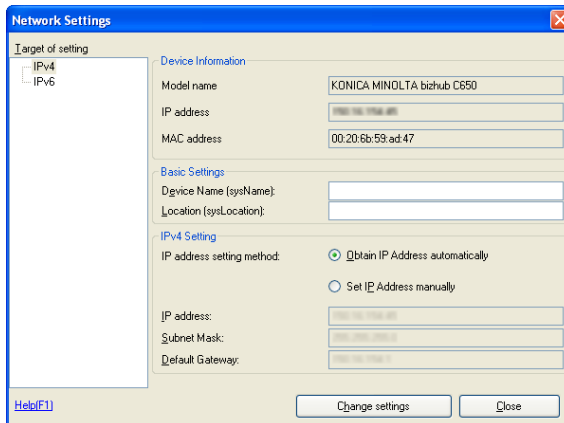 Network Settings
Target of setting
IPv4
IPv6
Device Information
Model name KONICA MINOLTA bizhub C650
IP address
MAC address 00:20:6b:59:ad:47
Basic Settings
Device Name (sysName):
Location (sysLocation):
IPv4 Setting
IP address setting method: Obtain IP Address automatically
Set IP Address manually
IP address:
Subnet Mask:
Default Gateway:
Help(F1) Change settings Close